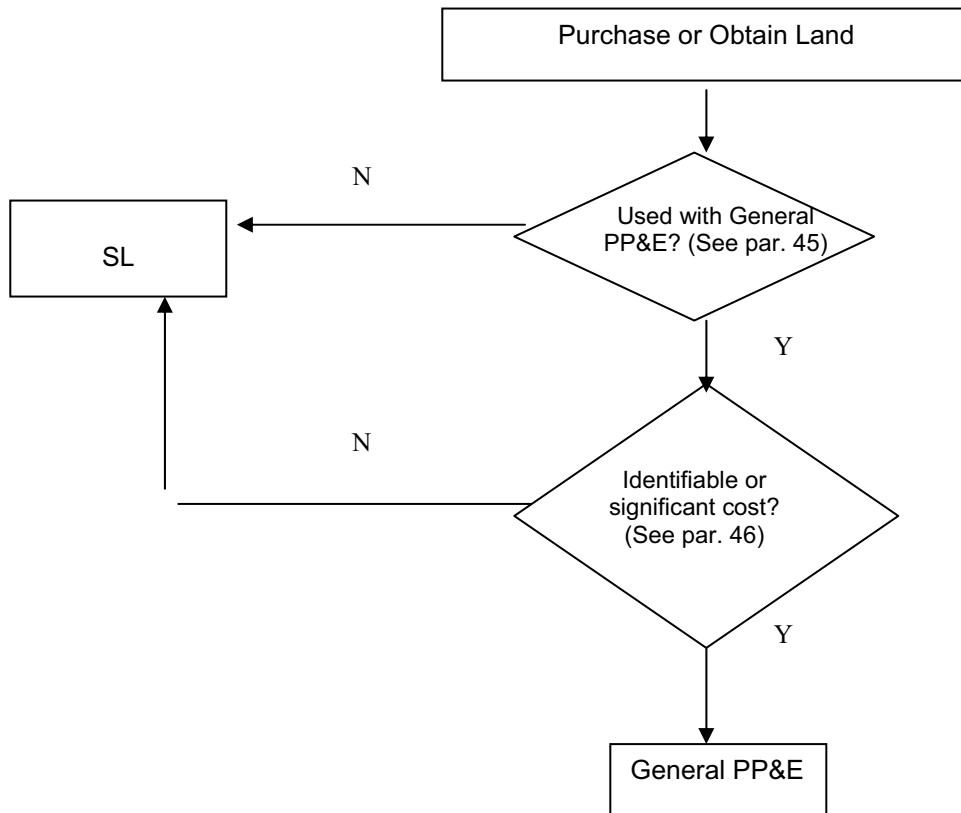 Purchase or Obtain Land
N
Used with General
PP&E? (See par. 45)
SL
Y
N
Identifiable or
significant cost?
(See par. 46)
Y
General PP&E